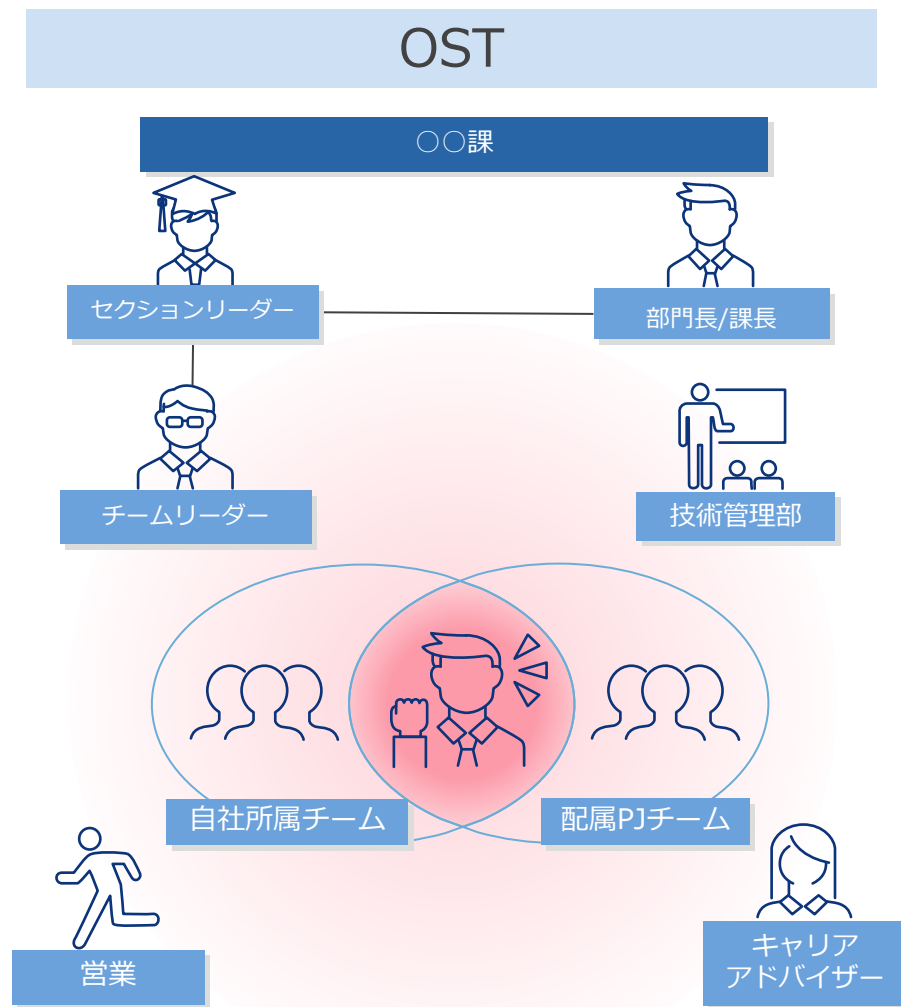 OST
○○課
セクションリーダー
部門長/課長
チームリーダー
技術管理部
自社所属チーム
配属PJチーム
営業
キャリア
アドバイザー